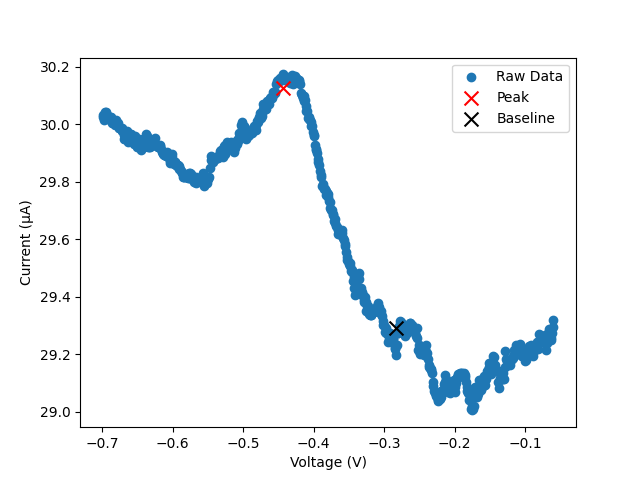 Raw Data
Peak
Baseline
30.2
30.0
29.8
29.6
29.4
29.2
29.0
Current (μA)
−0.7
−0.6
−0.5
−0.4
−0.3
−0.2
−0.1
Voltage (V)